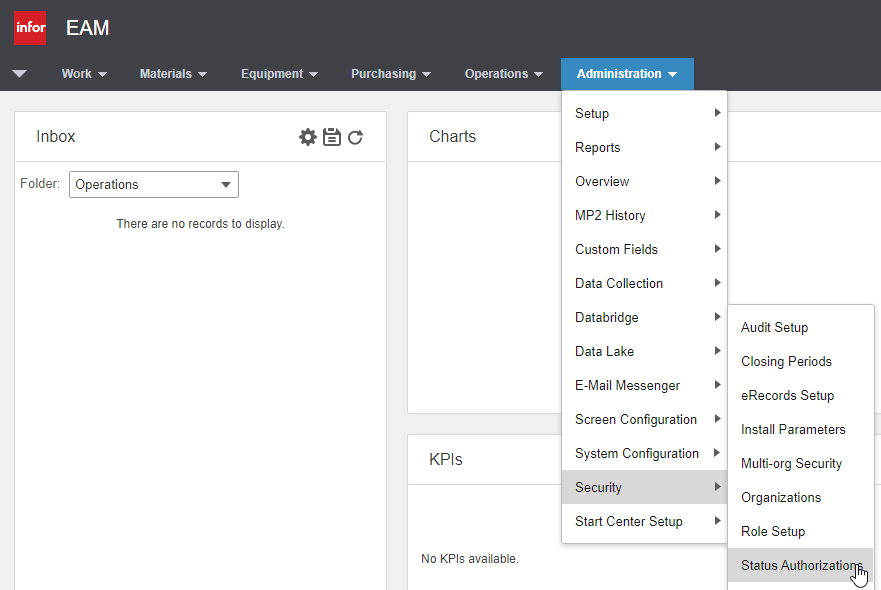 infor EAM
Work Materials Equipment Purchasing Operations Administration
Inbox
Folder: Operations
There are no records to display.
Charts
KPIs
No KPIs available.
Setup
Reports
Overview
MP2 History
Custom Fields
Data Collection
Databridge
Data Lake
E-Mail Messenger
Screen Configuration
System Configuration
Security
Start Center Setup
Audit Setup
Closing Periods
eRecords Setup
Install Parameters
Multi-org Security
Organizations
Role Setup
Status Authorizations